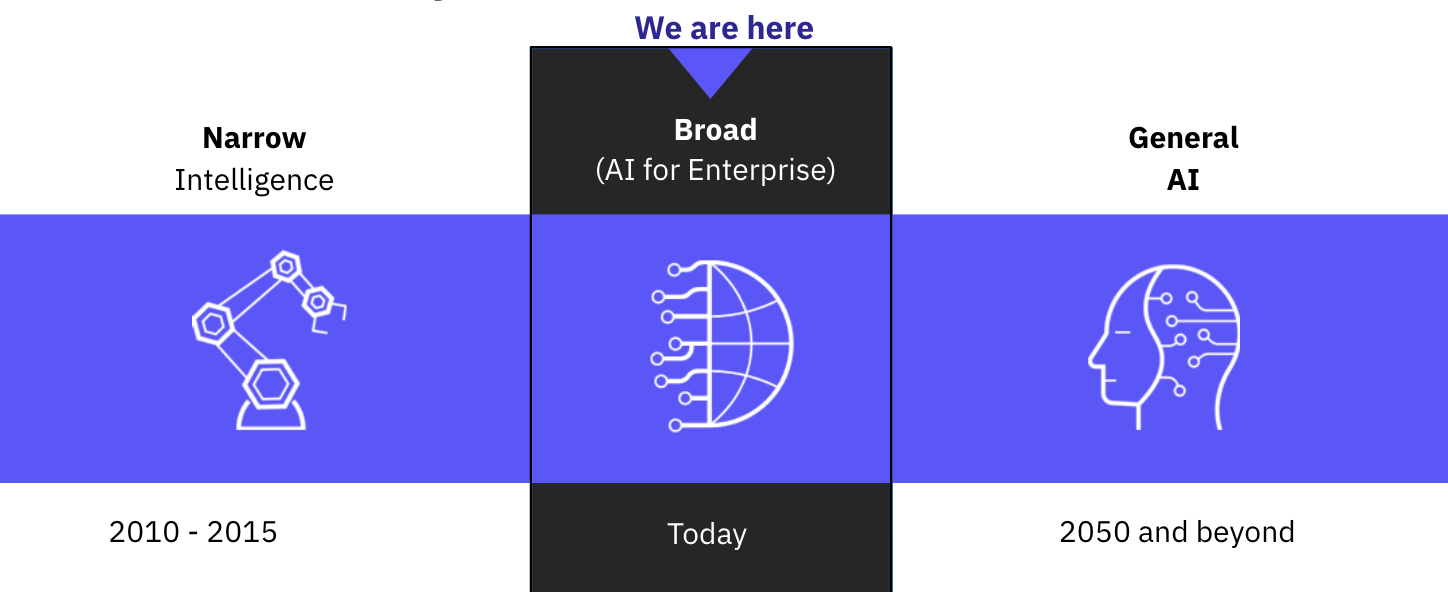 We are here
Narrow
Intelligence
Broad
(AI for Enterprise)
General
AI
2010 - 2015
Today
2050 and beyond